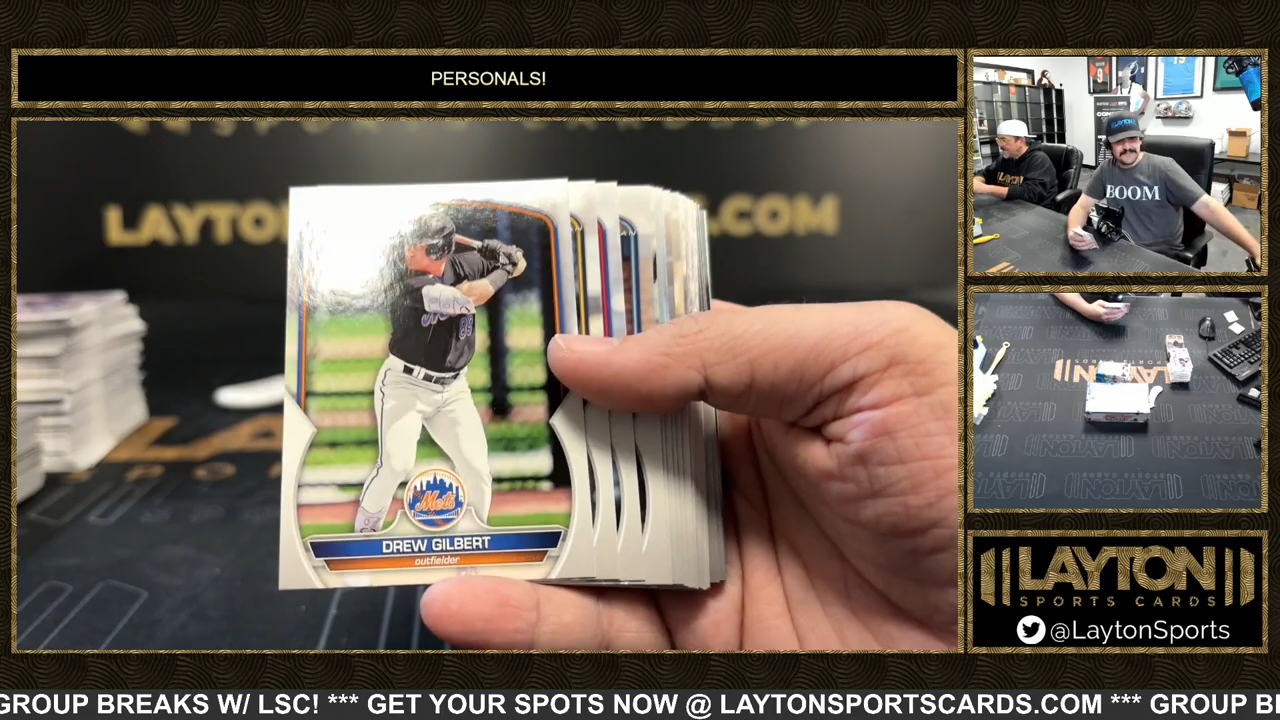 PERSONALS!
LAYTO .COM
DREW GILBERT
outfielder
Mets
BOOM
LAYTON
LAYTON
SPORTS CARDS
@LaytonSports
GROUP BREAKS W/ LSC! *** GET YOUR SPOTS NOW @ LAYTONSPORTSCARDS.COM *** GROUP B